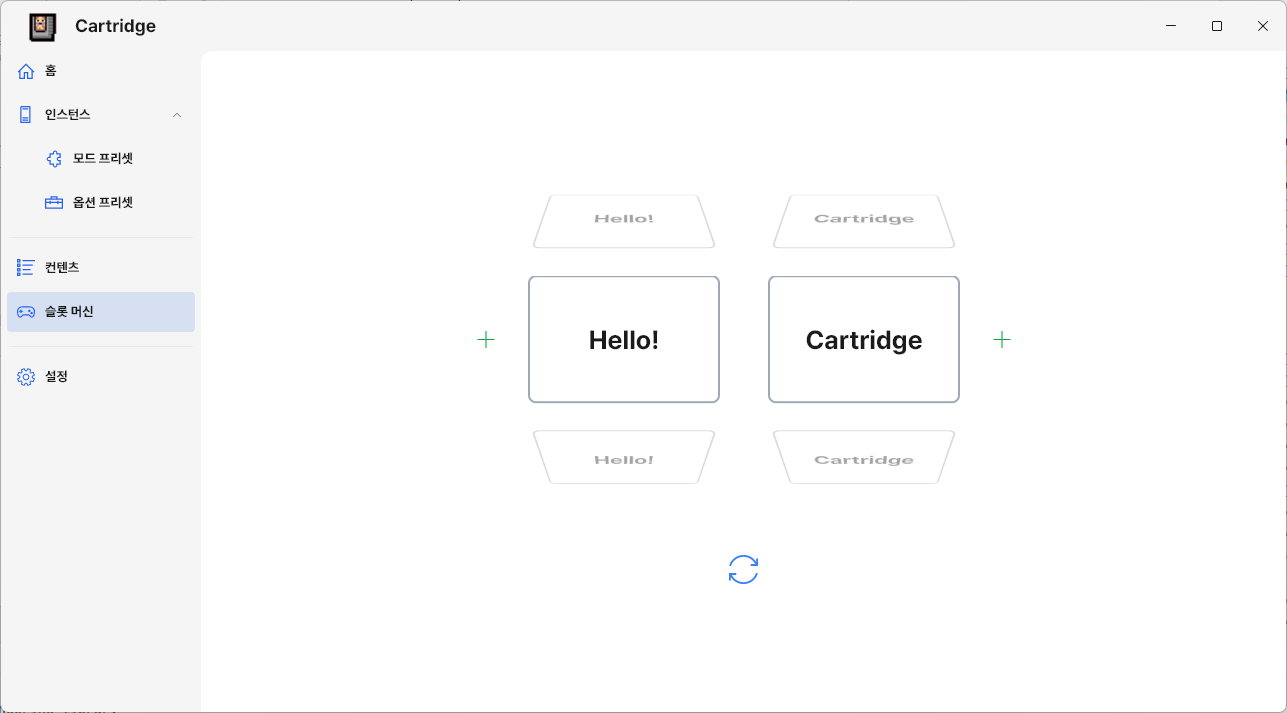 Cartridge
홈
인스턴스
모드 프리셋
옵션 프리셋
컨텐츠
슬롯 머신
설정
Hello!
Cartridge
Hello!
Cartridge
Hello!
Cartridge